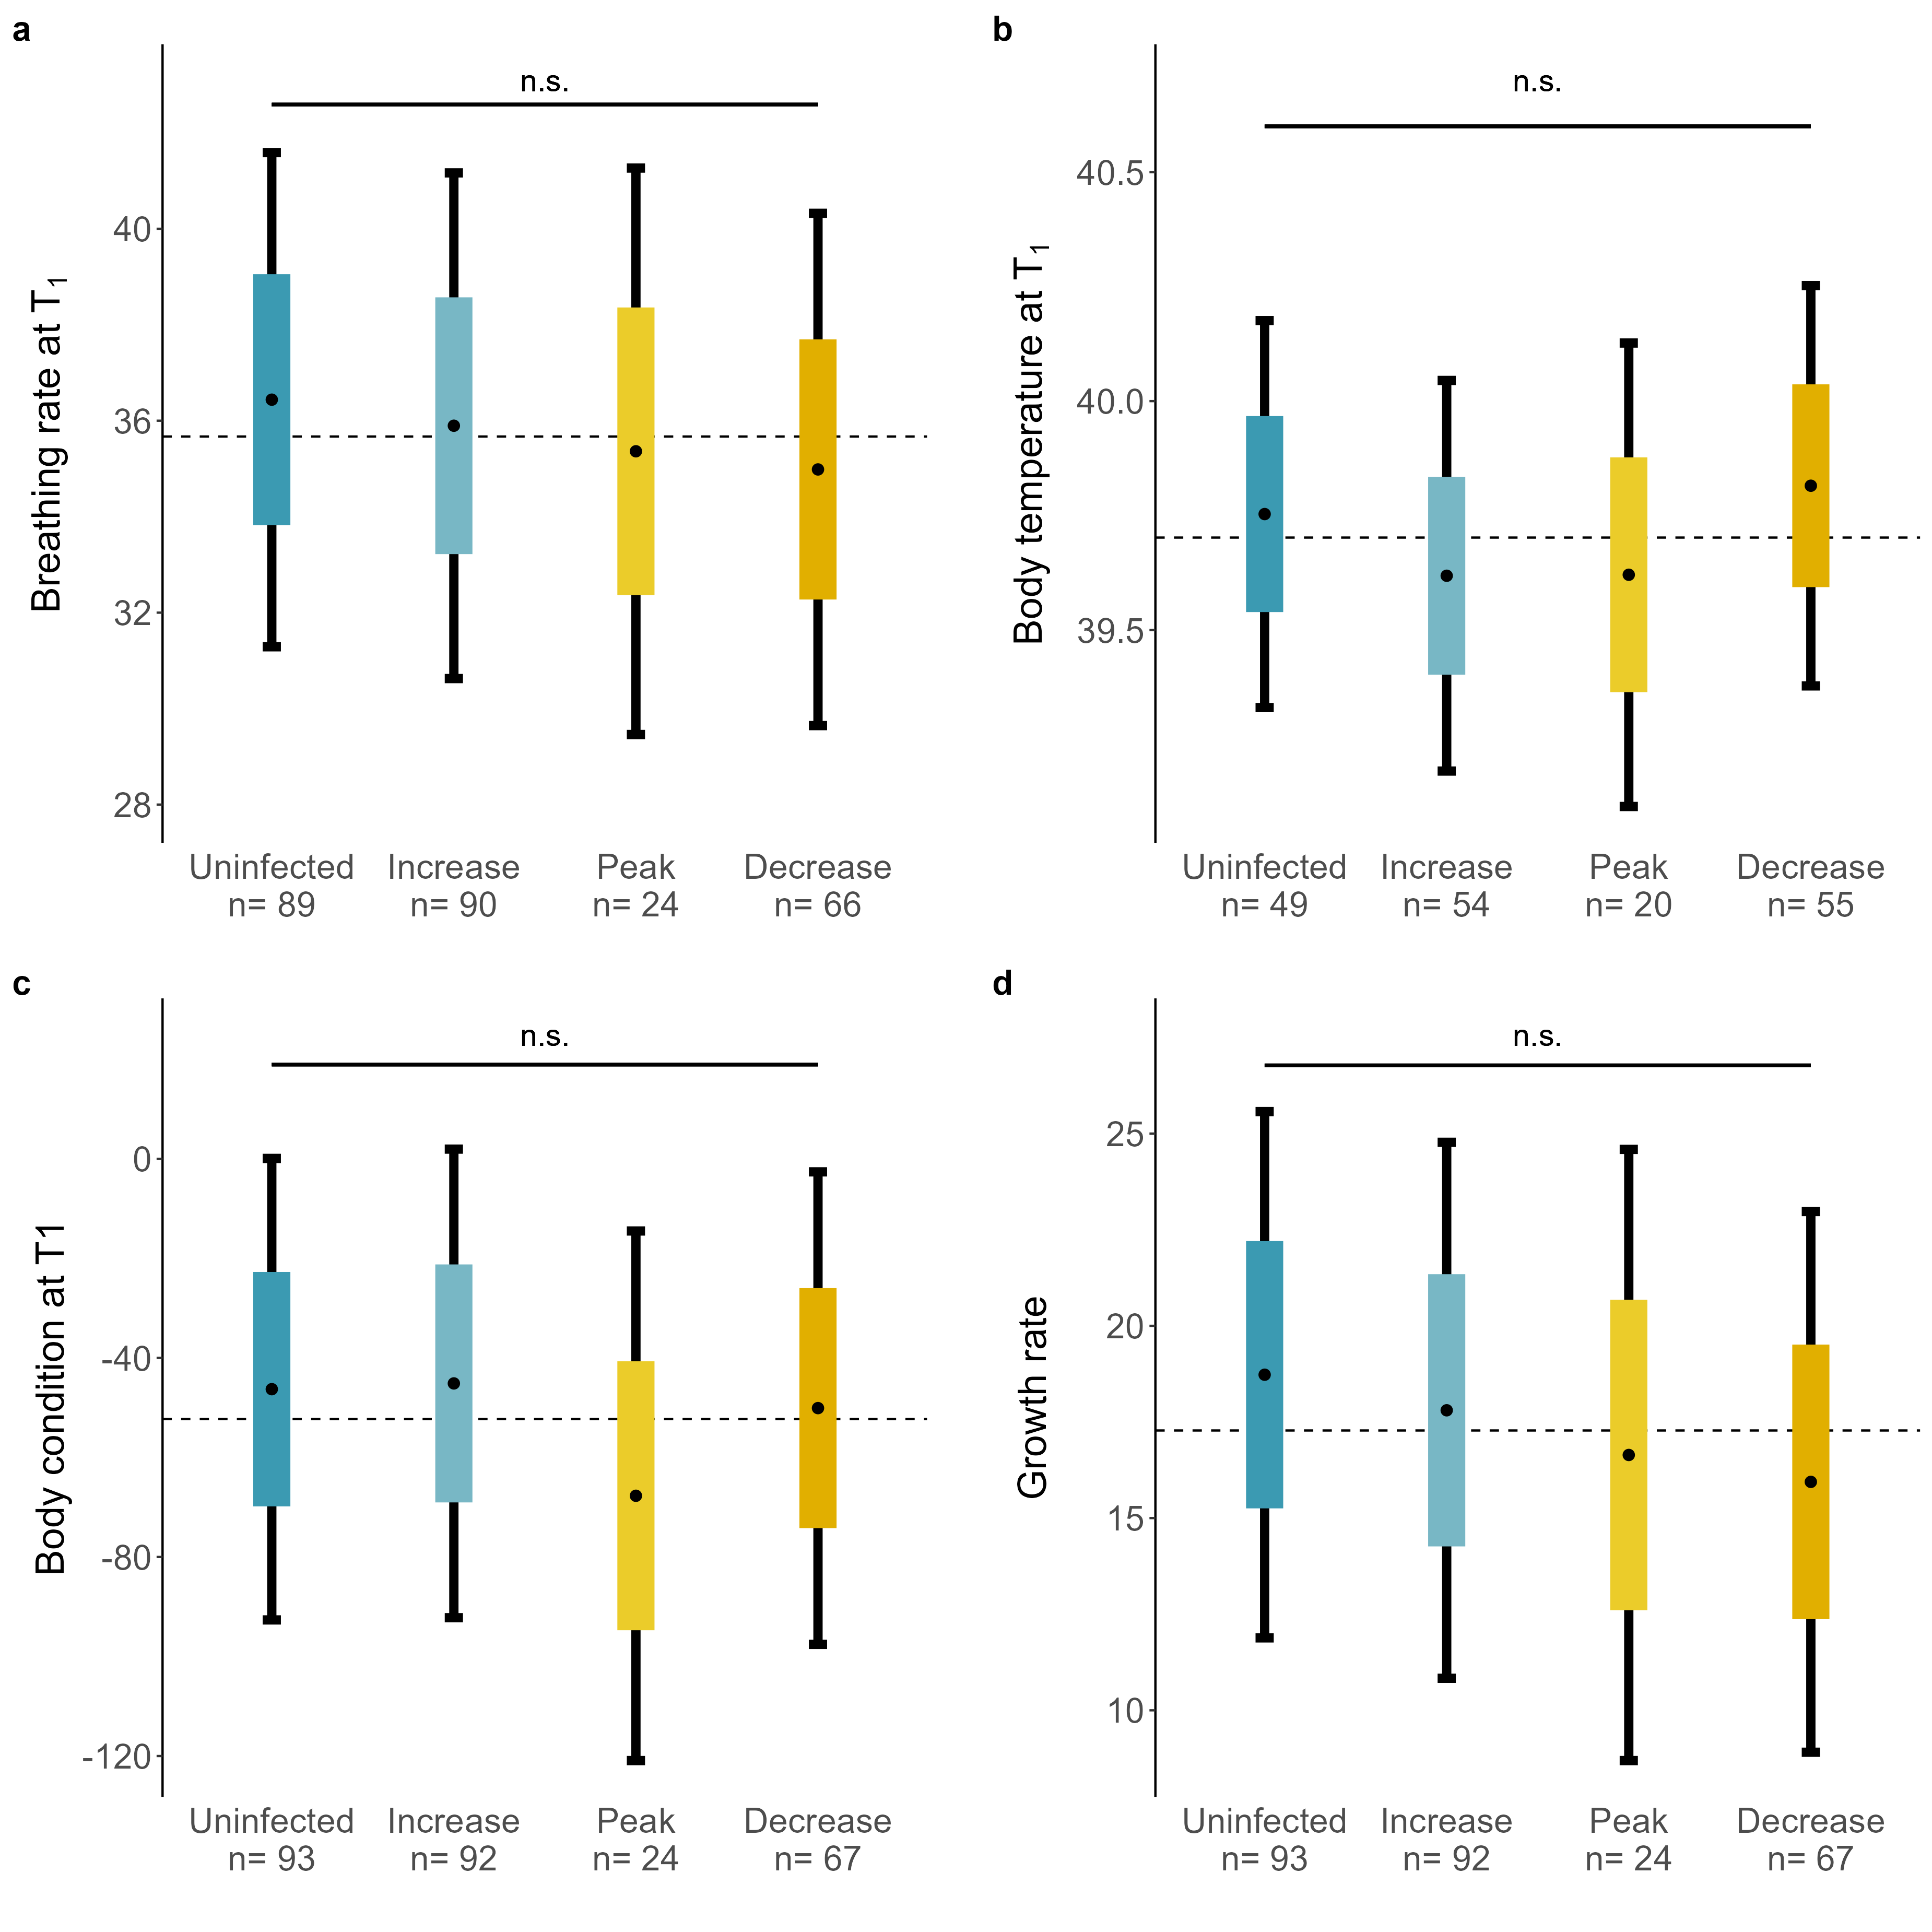 a
n.s.
Breathing rate at T1
40
36
32
28
Uninfected Increase Peak Decrease
n= 89 n= 90 n= 24 n= 66
b
n.s.
Body temperature at T1
40.5
40.0
39.5
Uninfected Increase Peak Decrease
n= 49 n= 54 n= 20 n= 55
c
n.s.
Body condition at T1
0
-40
-80
-120
Uninfected Increase Peak Decrease
n= 93 n= 92 n= 24 n= 67
d
n.s.
Growth rate
25
20
15
10
Uninfected Increase Peak Decrease
n= 93 n= 92 n= 24 n= 67